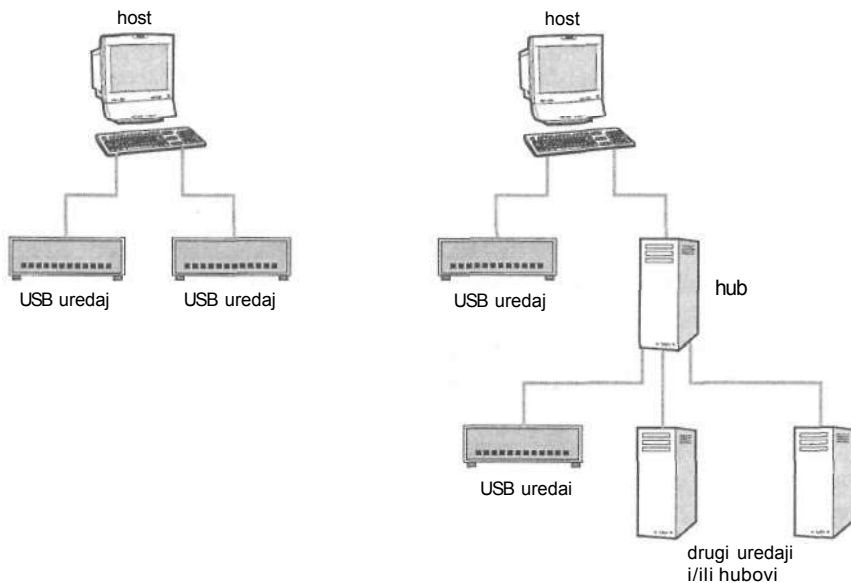 host
USB uredaj
USB uredaj
host
USB uredaj
hub
USB uredai
drugi uredaji
i/ili hubovi